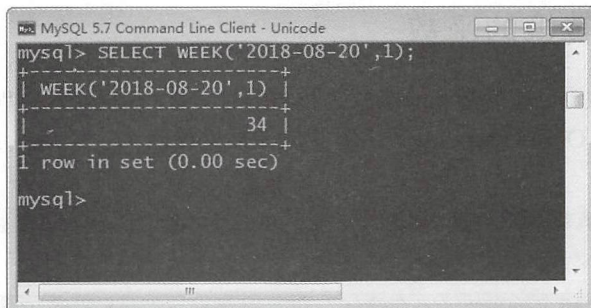 MySQL 5.7 Command Line Client - Unicode
mysql> SELECT WEEK('2018-08-20',1);
+----------------------+
| WEEK('2018-08-20',1) |
+----------------------+
|                   34 |
+----------------------+
1 row in set (0.00 sec)
mysql>